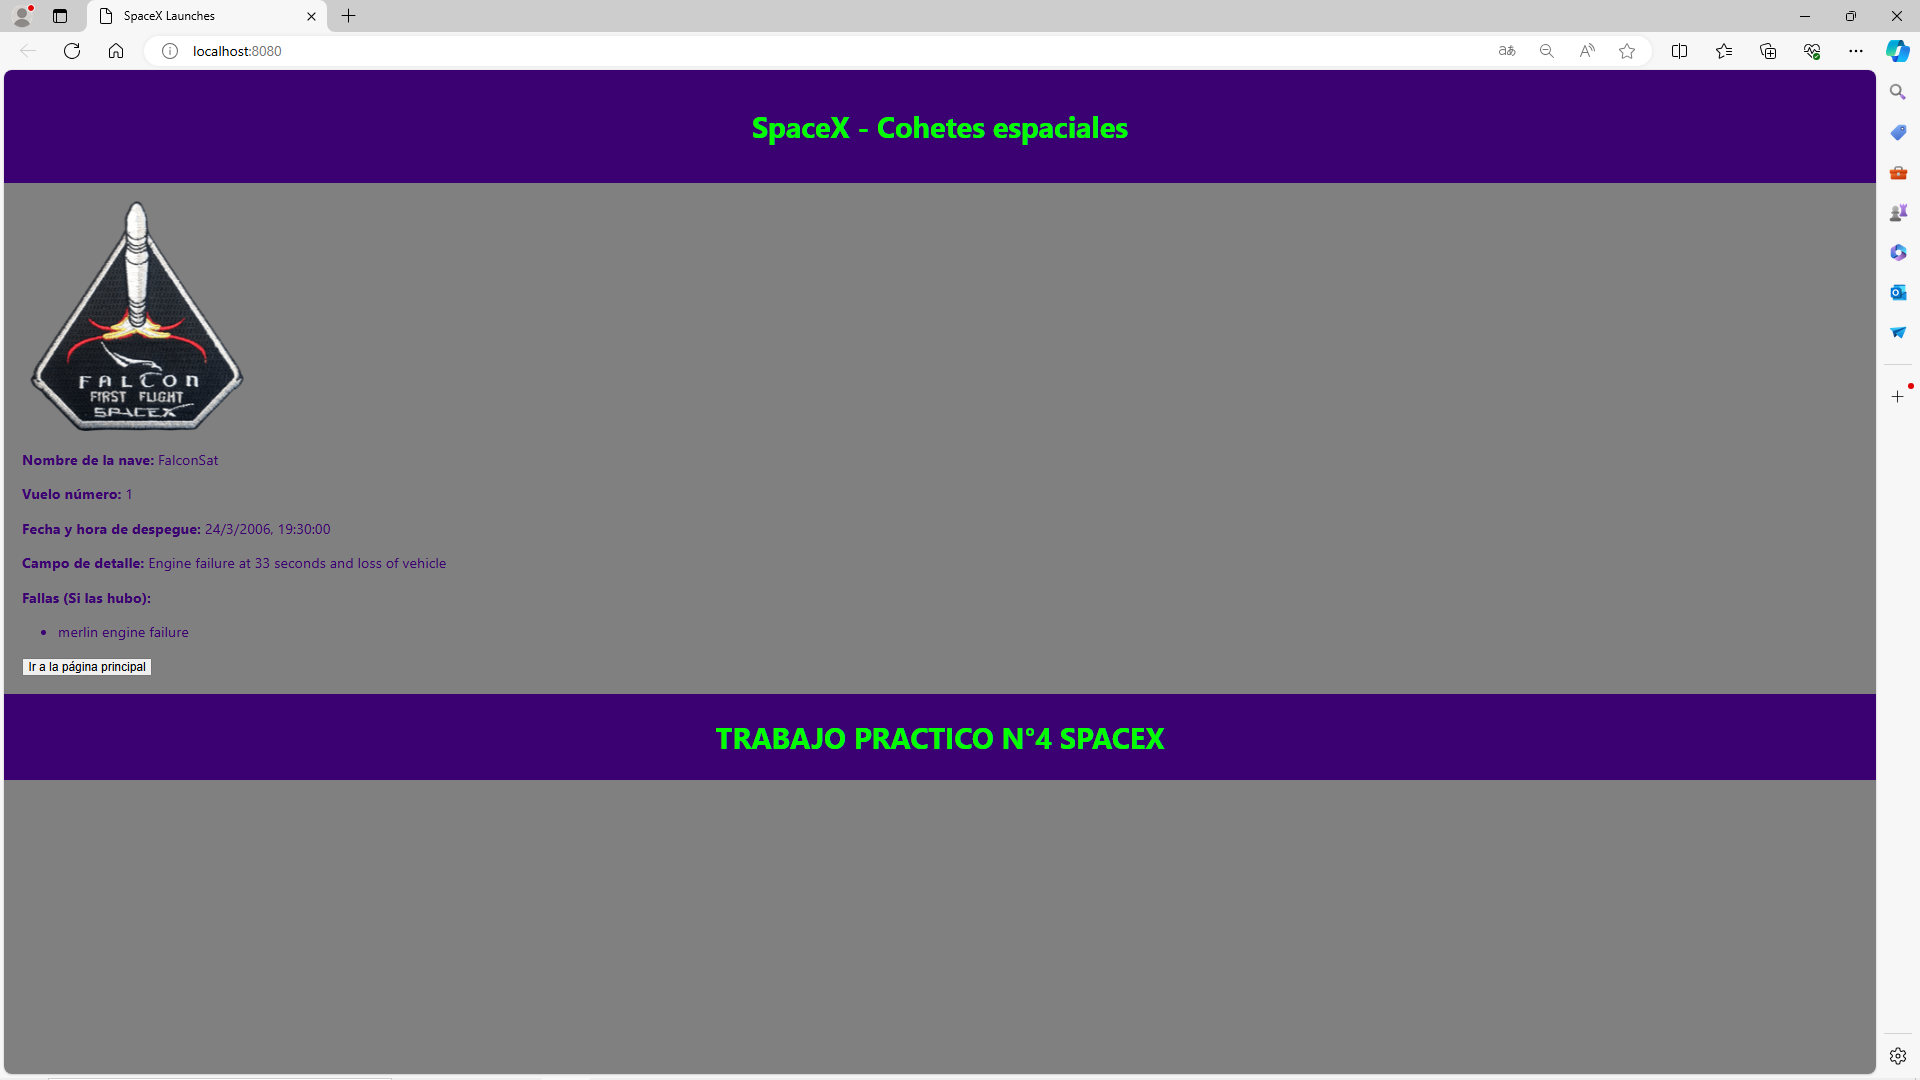 SpaceX Launches
localhost:8080
SpaceX - Cohetes espaciales
FALCON
FIRST FLIGHT
SPACEX
Nombre de la nave: FalconSat
Vuelo número: 1
Fecha y hora de despegue: 24/3/2006, 19:30:00
Campo de detalle: Engine failure at 33 seconds and loss of vehicle
Fallas (Si las hubo):
• merlin engine failure
Ir a la página principal
TRABAJO PRACTICO N°4 SPACEX